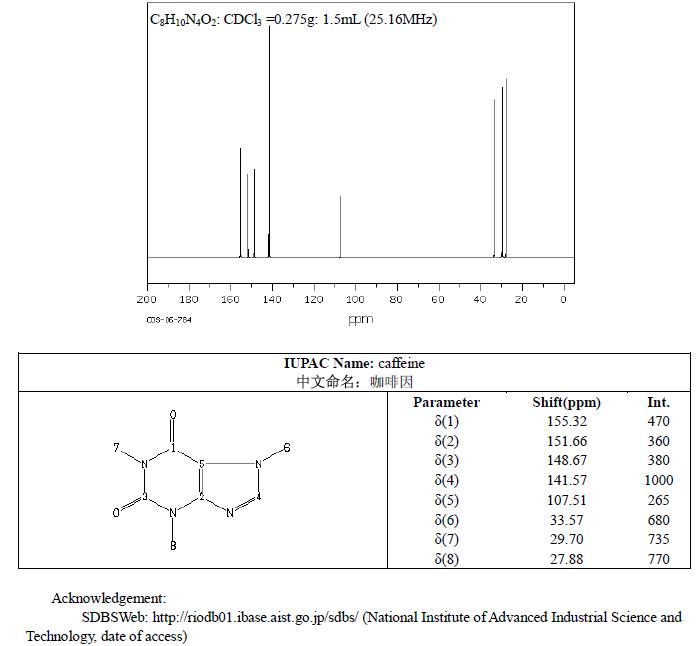 C₈H₁₀N₄O₂: CDCl₃ =0.275g: 1.5mL (25.16MHz)
200 180 160 140 120 100 80 60 40 20 0
CDS-06-784
ppm
IUPAC Name: caffeine
中文命名：咖啡因
Parameter Shift(ppm) Int.
δ(1) 155.32 470
δ(2) 151.66 360
δ(3) 148.67 380
δ(4) 141.57 1000
δ(5) 107.51 265
δ(6) 33.57 680
δ(7) 29.70 735
δ(8) 27.88 770
O
7 1 6
N 5 N
3 2 4
O N N
8
Acknowledgement:
SDBSWeb: http://riodb01.ibase.aist.go.jp/sdbs/ (National Institute of Advanced Industrial Science and
Technology, date of access)